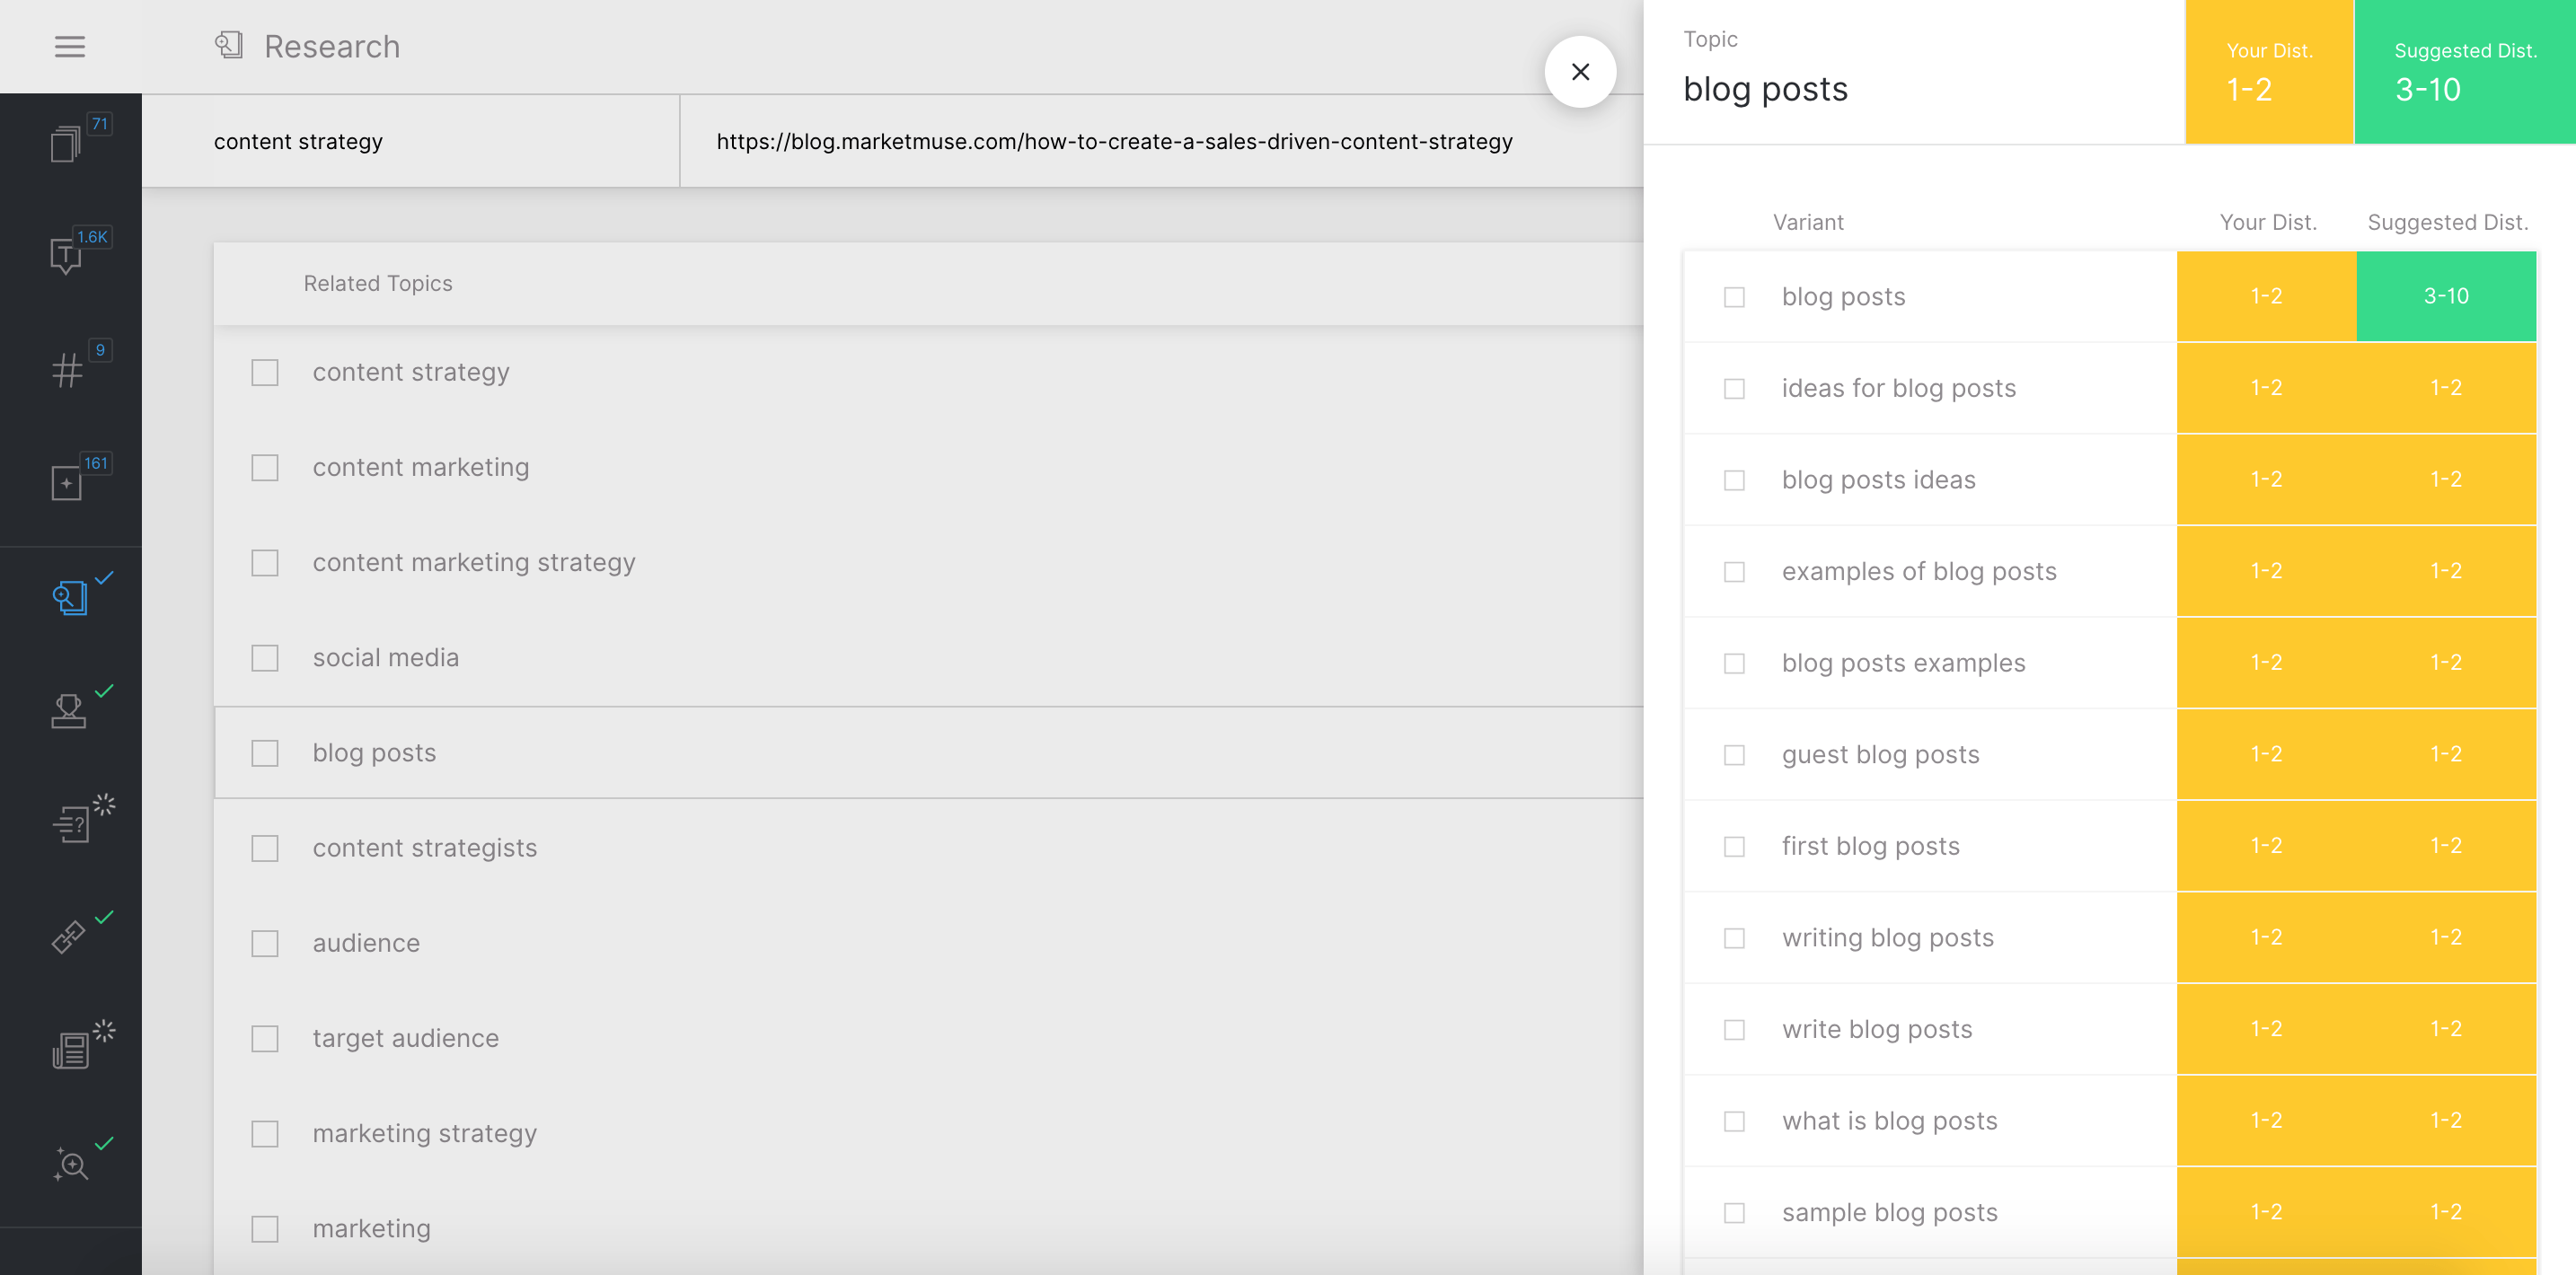 Research
content strategy
https://blog.marketmuse.com/how-to-create-a-sales-driven-content-strategy
71
1.6K
T
9
#
161
?
Related Topics
content strategy
content marketing
content marketing strategy
social media
blog posts
content strategists
audience
target audience
marketing strategy
marketing
Topic
blog posts
Your Dist.
1-2
Suggested Dist.
3-10
Variant Your Dist. Suggested Dist.
blog posts 1-2 3-10
ideas for blog posts 1-2 1-2
blog posts ideas 1-2 1-2
examples of blog posts 1-2 1-2
blog posts examples 1-2 1-2
guest blog posts 1-2 1-2
first blog posts 1-2 1-2
writing blog posts 1-2 1-2
write blog posts 1-2 1-2
what is blog posts 1-2 1-2
sample blog posts 1-2 1-2